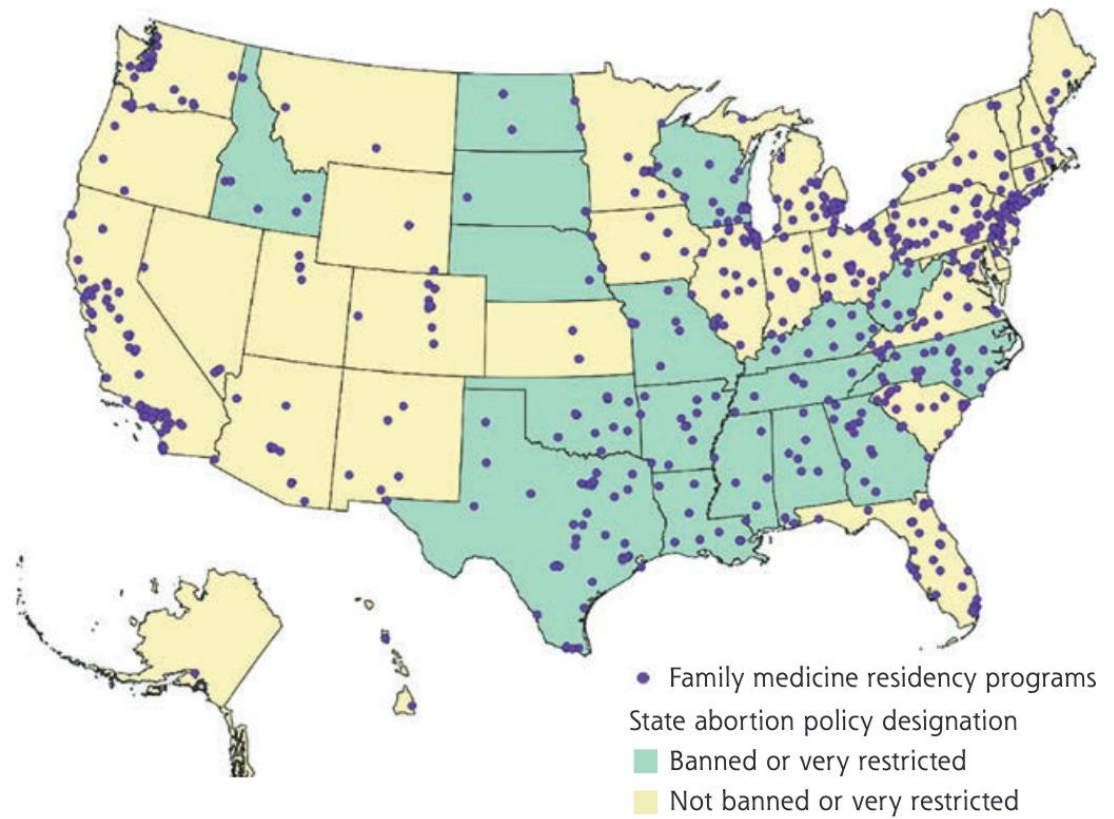 Family medicine residency programs
State abortion policy designation
Banned or very restricted
Not banned or very restricted